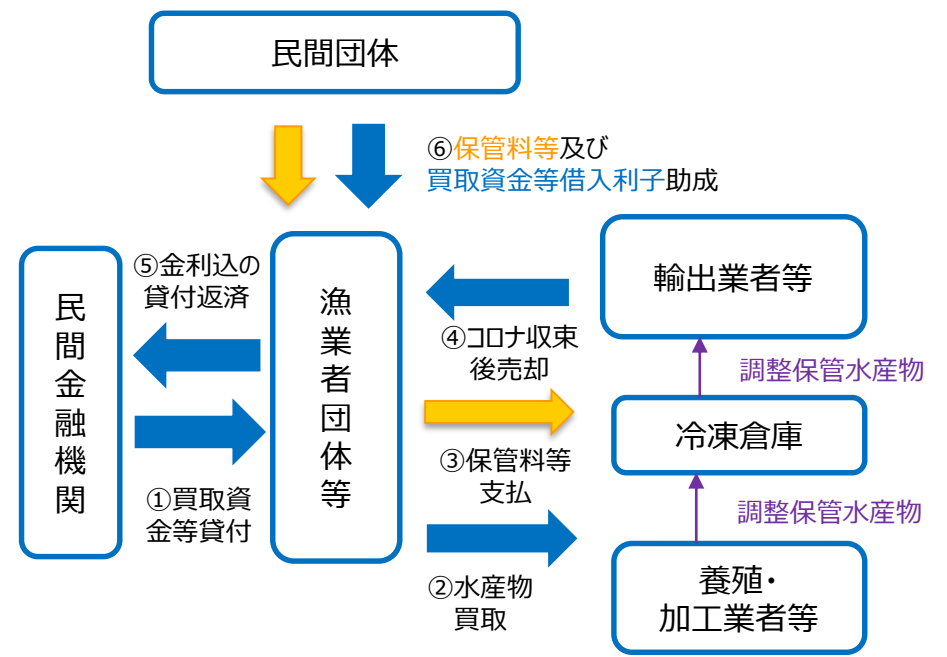 民間団体
⑥保管料等及び
買取資金等借入利子助成
民間金融機関
⑤金利込の
貸付返済
①買取資
金等貸付
漁業者団体等
④コロナ収束
後売却
③保管料等
支払
②水産物
買取
輸出業者等
調整保管水産物
冷凍倉庫
調整保管水産物
養殖・
加工業者等